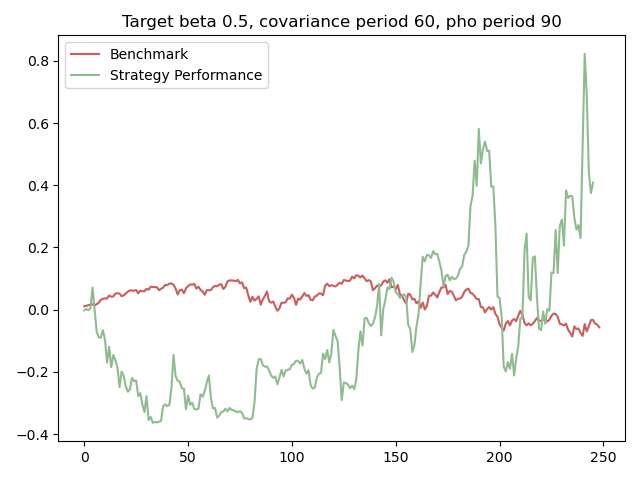 Target beta 0.5, covariance period 60, pho period 90
Benchmark
Strategy Performance
0.8
0.6
0.4
0.2
0.0
−0.2
−0.4
0 50 100 150 200 250